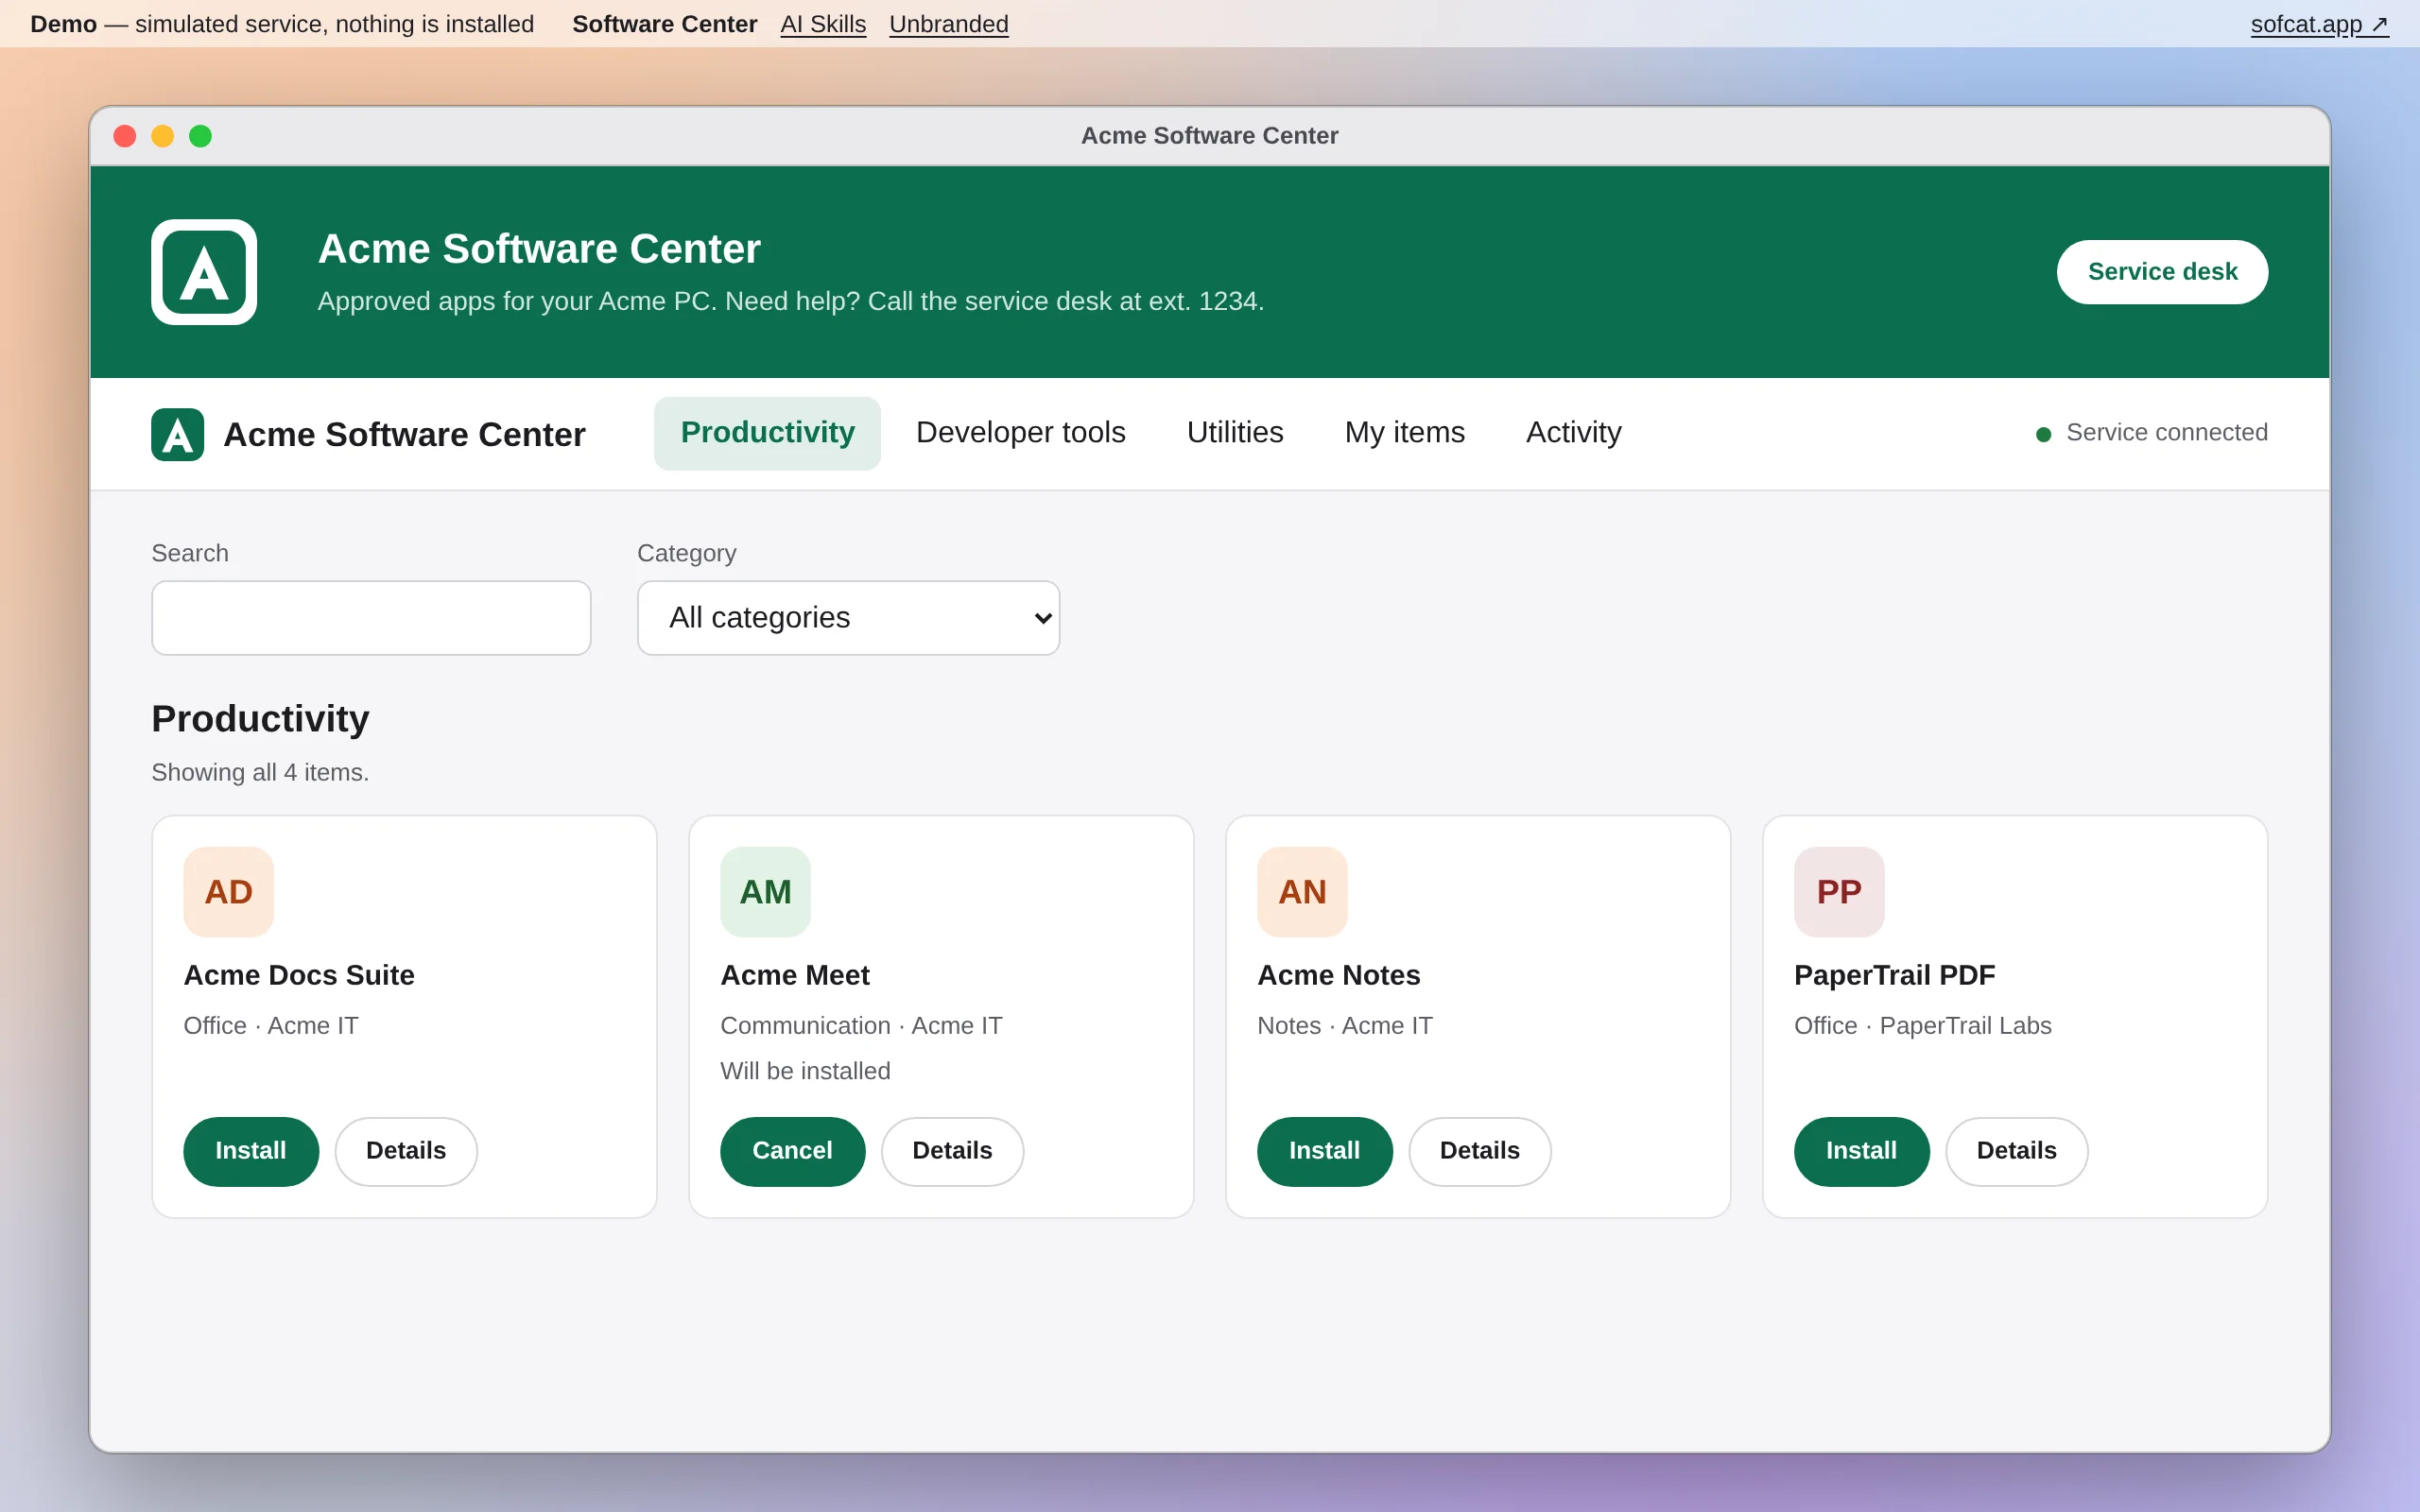 Demo — simulated service, nothing is installed Software Center AI Skills Unbranded sofcat.app ↗
Acme Software Center
A
Acme Software Center
Approved apps for your Acme PC. Need help? Call the service desk at ext. 1234.
Service desk
A Acme Software Center Productivity Developer tools Utilities My items Activity Service connected
Search Category
All categories
Productivity
Showing all 4 items.
AD AM AN PP
Acme Docs Suite Acme Meet Acme Notes PaperTrail PDF
Office · Acme IT Communication · Acme IT Notes · Acme IT Office · PaperTrail Labs
Will be installed
Install Details Cancel Details Install Details Install Details